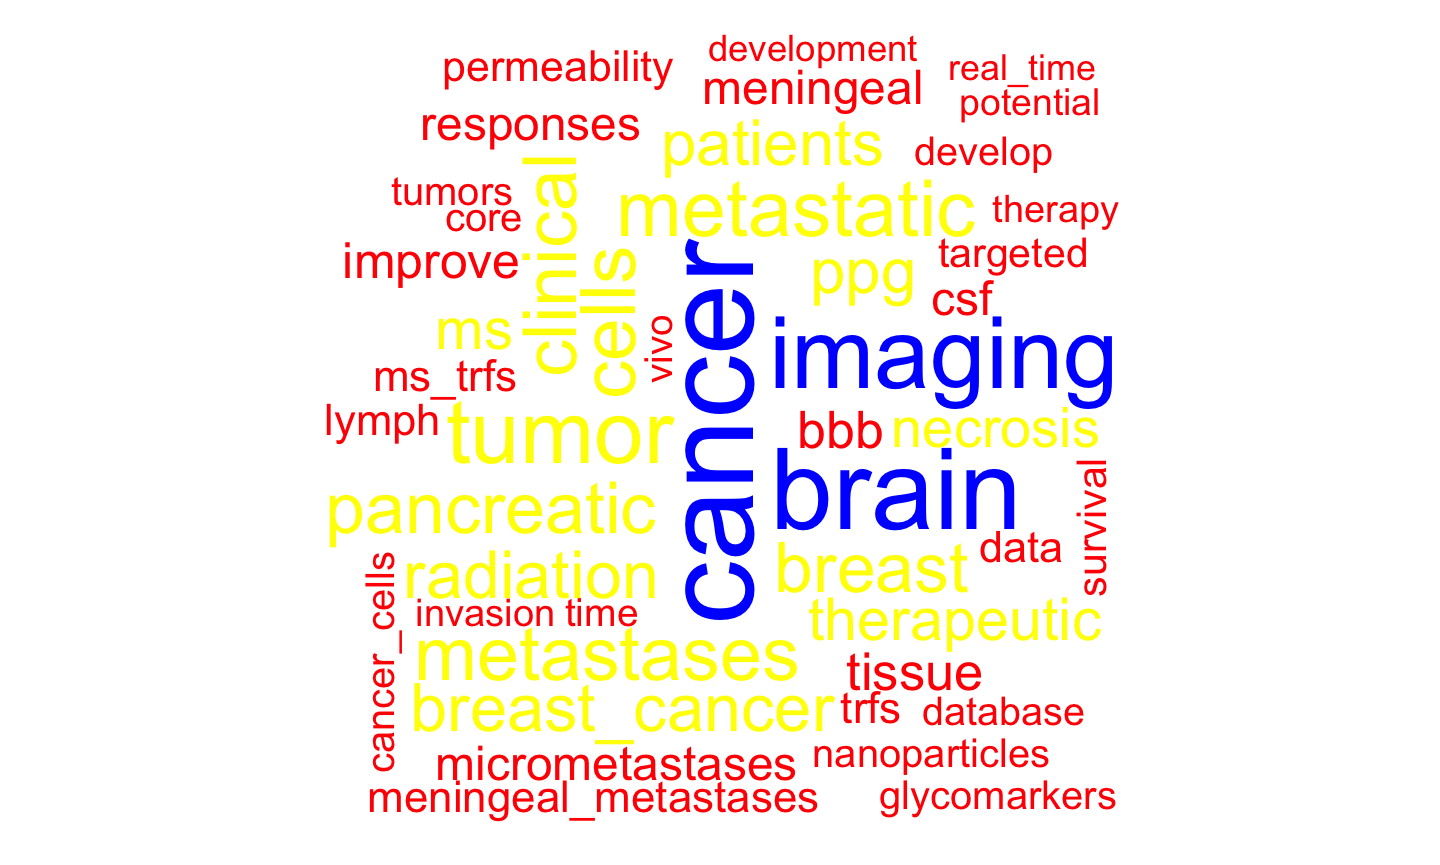 development
permeability
real_time
meningeal
potential
responses
patients
develop
clinical
tumors
metastatic
therapy
core
improve
cells
ppg
targeted
csf
ms
vivo
cancer
imaging
ms_trfs
lymph
tumor
bbb
necrosis
brain
pancreatic
survival
data
radiation
breast
cancer_cells
invasion
time
therapeutic
metastases
tissue
breast_cancer
trfs
database
micrometastases
nanoparticles
meningeal_metastases
glycomarkers